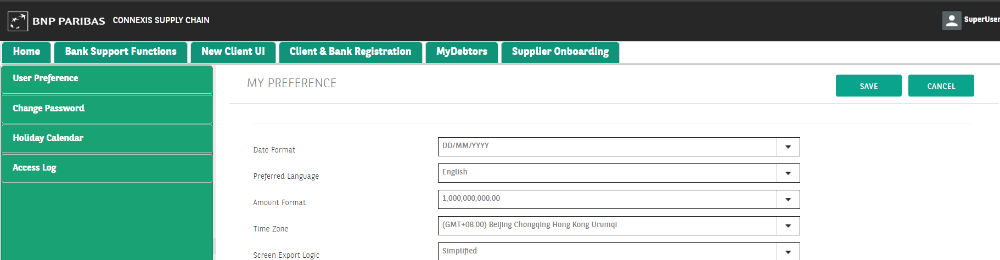 BNP PARIBAS CONNEXIS SUPPLY CHAIN
SuperUser
Home Bank Support Functions New Client UI Client & Bank Registration MyDebtors Supplier Onboarding
User Preference
Change Password
Holiday Calendar
Access Log
MY PREFERENCE
SAVE CANCEL
Date Format DD/MM/YYYY
Preferred Language English
Amount Format 1,000,000,000.00
Time Zone (GMT+08:00) Beijing Chongqing Hong Kong Urumqi
Screen Export Logic Simplified